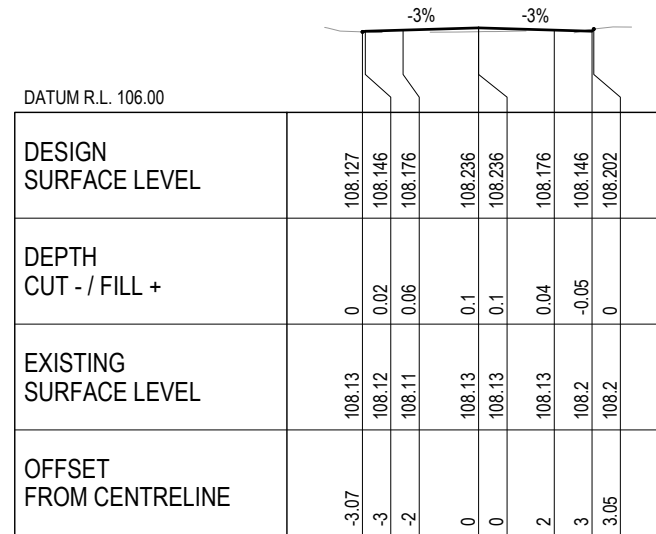 -3% -3%
DATUM R.L. 106.00
DESIGN
SURFACE LEVEL
108.127 108.146 108.176 108.236 108.236 108.176 108.146 108.202
DEPTH
CUT - / FILL +
0 0.02 0.06 0.1 0.1 0.04 -0.05 0
EXISTING
SURFACE LEVEL
108.13 108.12 108.11 108.13 108.13 108.13 108.2 108.2
OFFSET
FROM CENTRELINE
-3.07 -3 -2 0 0 2 3 3.05